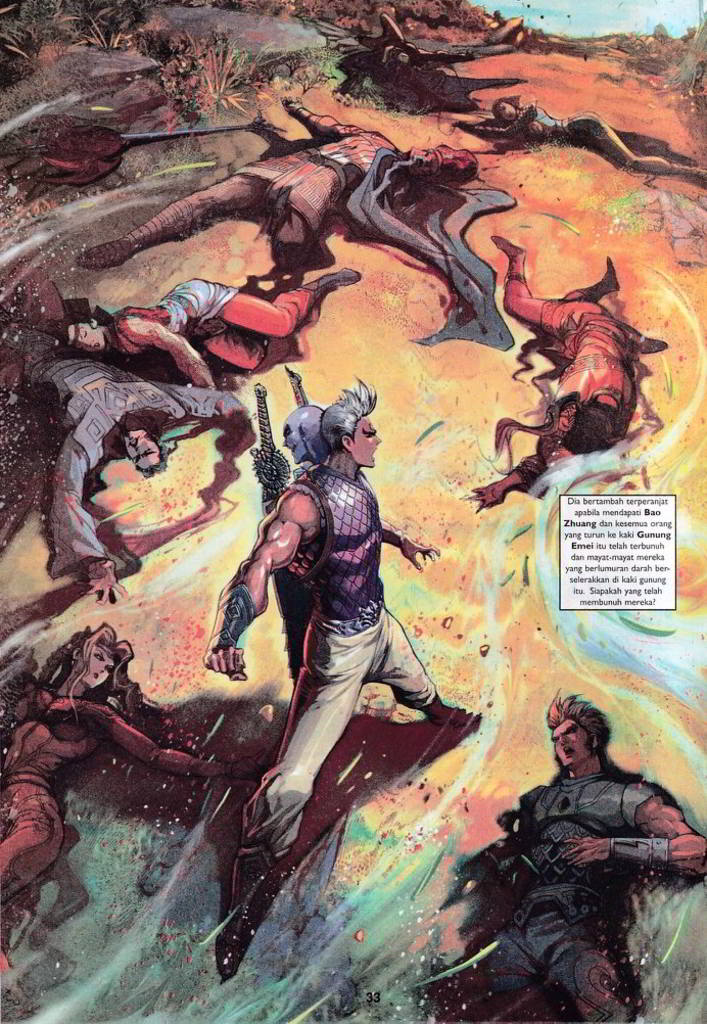 Dia bertambah terperanjat
apabila mendapati Bao
Zhuang dan kesemua orang
yang turun ke kaki Gunung
Emei itu telah terbunuh
dan mayat-mayat mereka
yang berlumuran darah ber-
selerakkan di kaki gunung
itu. Siapakah yang telah
membunuh mereka?
33